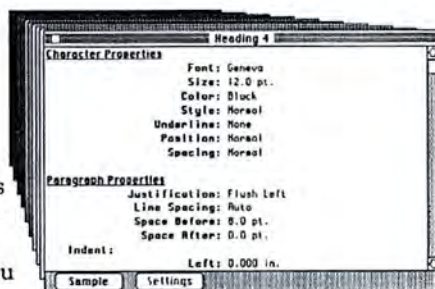 Heading 4
Character Properties
Font: Geneva
Size: 12.0 pt.
Color: Black
Style: Normal
Underline: None
Position: Normal
Spacing: Normal
s
Paragraph Properties
Justification: Flush Left
Line Spacing: Auto
Space Before: 8.0 pt.
Space After: 0.0 pt.
Indent:
Left: 0.000 in.
u
Sample Settings